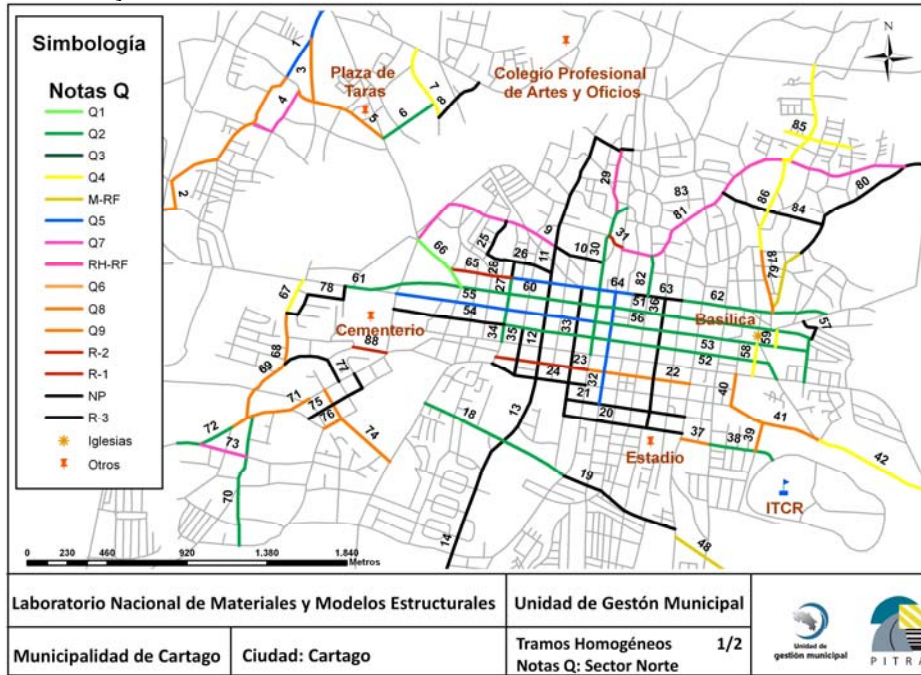 Simbología
Notas Q
Q1
Q2
Q3
Q4
M-RF
Q5
Q7
RH-RF
Q6
Q8
Q9
R-2
R-1
NP
R-3
Iglesias
Otros
Plaza de
Taras
Colegio Profesional
de Artes y Oficios
N
1
3
4
5
6
7
8
2
85
86
80
84
83
81
29
31
30
82
9
10
11
25
26
28
27
66
65
60
64
63
62
51
36
61
78
67
55
54
56
53
52
57
58
59
Basílica
Cementerio
88
34
35
12
33
32
23
22
24
21
20
68
69
77
71
75
76
74
72
73
70
18
19
13
14
37
38
39
40
41
42
48
Estadio
ITCR
0 230 460 920 1.380 1.840
Metros
Laboratorio Nacional de Materiales y Modelos Estructurales
Unidad de Gestión Municipal
Municipalidad de Cartago
Ciudad: Cartago
Tramos Homogéneos 1/2
Notas Q: Sector Norte
Unidad de
gestión municipal
PITRA